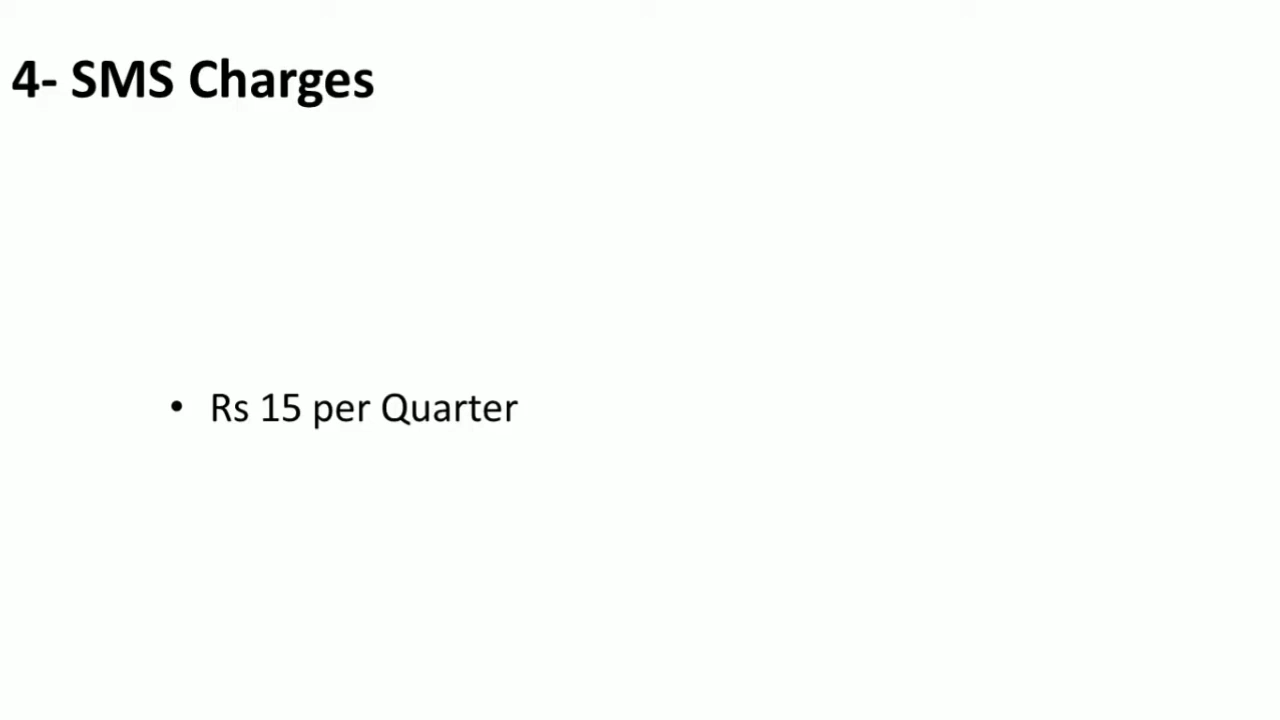 4- SMS Charges
• Rs 15 per Quarter